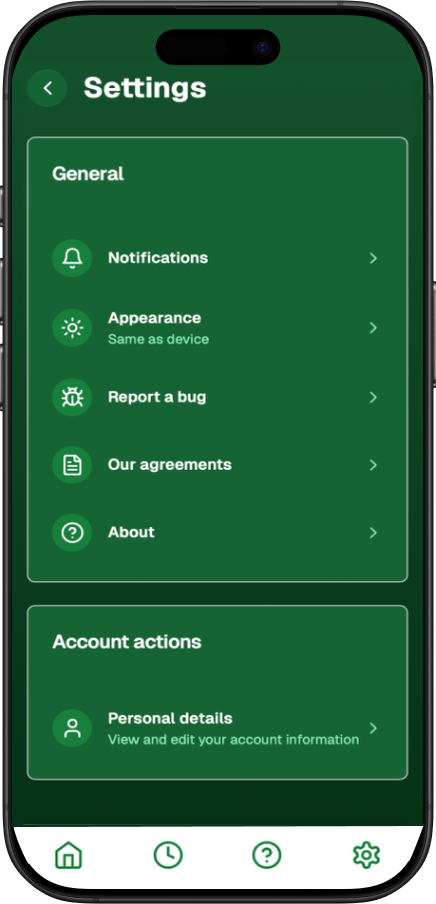 Settings
General
Notifications
Appearance
Same as device
Report a bug
Our agreements
About
Account actions
Personal details
View and edit your account information